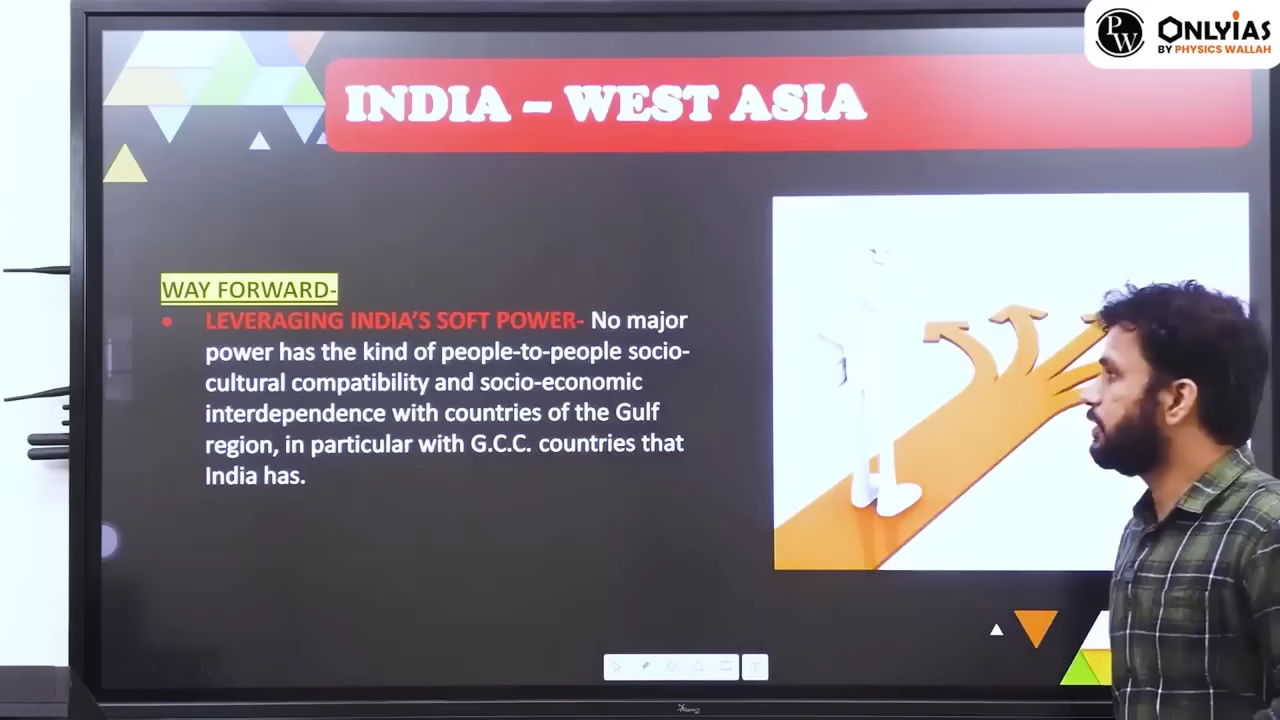 PW
ONLYIAS
BY PHYSICS WALLAH
INDIA – WEST ASIA
WAY FORWARD-
• LEVERAGING INDIA'S SOFT POWER- No major
power has the kind of people-to-people socio-
cultural compatibility and socio-economic
interdependence with countries of the Gulf
region, in particular with G.C.C. countries that
India has.